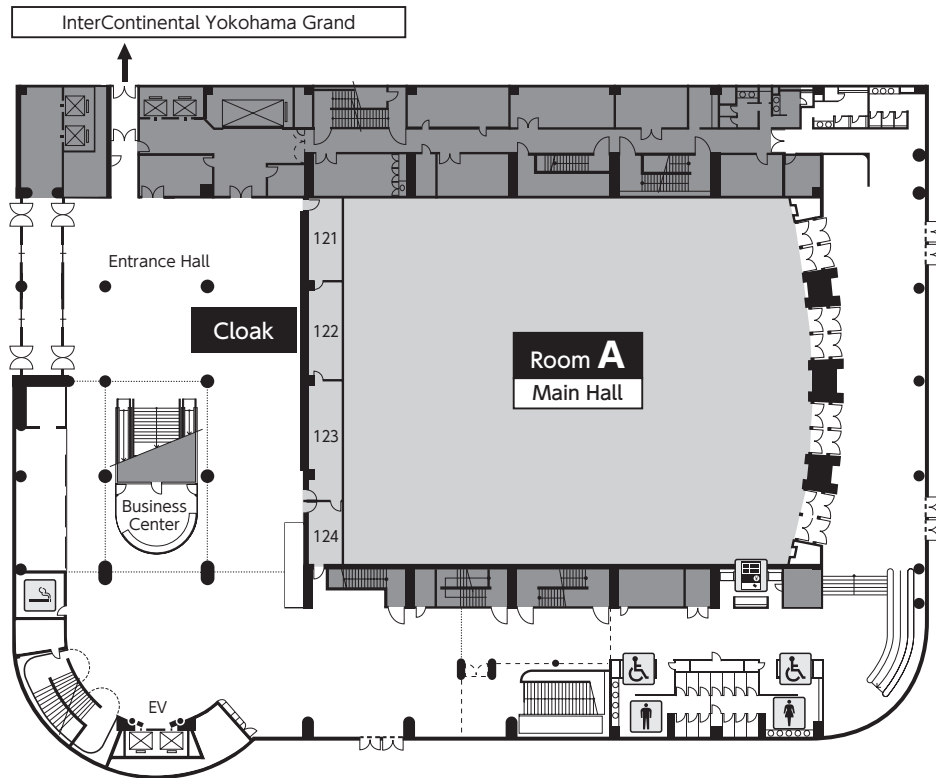 InterContinental Yokohama Grand
Entrance Hall
121
Cloak
122
Room A
Main Hall
123
Business
Center
124
EV